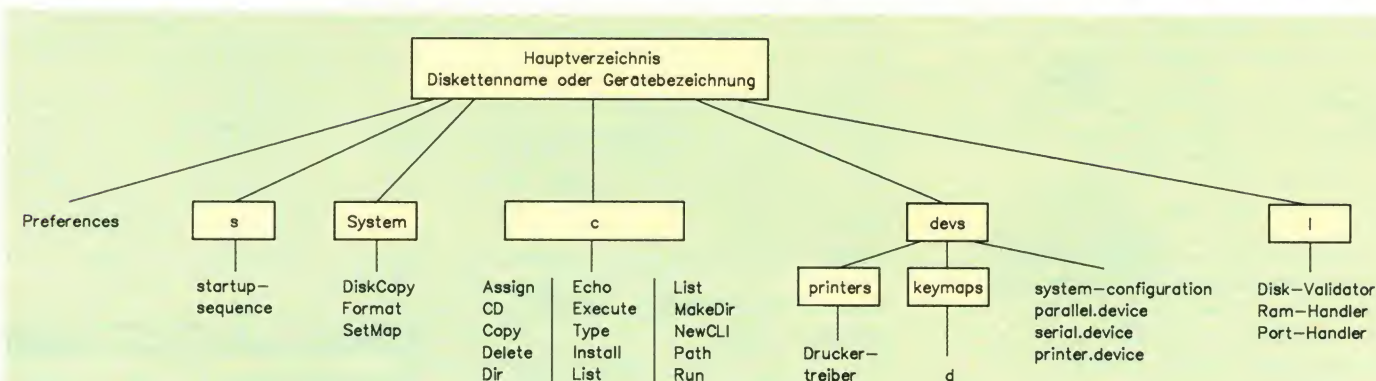 Hauptverzeichnis
Diskettenname oder Gerätebezeichnung
Preferences
s
System
c
devs
l
startup-
sequence
DiskCopy
Format
SetMap
Assign
CD
Copy
Delete
Dir
Echo
Execute
Type
Install
List
List
MakeDir
NewCLI
Path
Run
printers
keymaps
Drucker-
treiber
d
system-configuration
parallel.device
serial.device
printer.device
Disk-Validator
Ram-Handler
Port-Handler